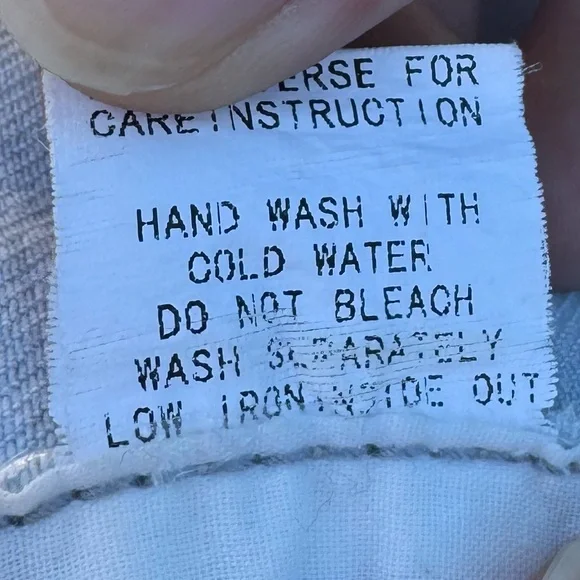 ERSE FOR
CARE INSTRUCTION
HAND WASH WITH
COLD WATER
DO NOT BLEACH
WASH SEPARATELY
LOW IRON INSIDE OUT